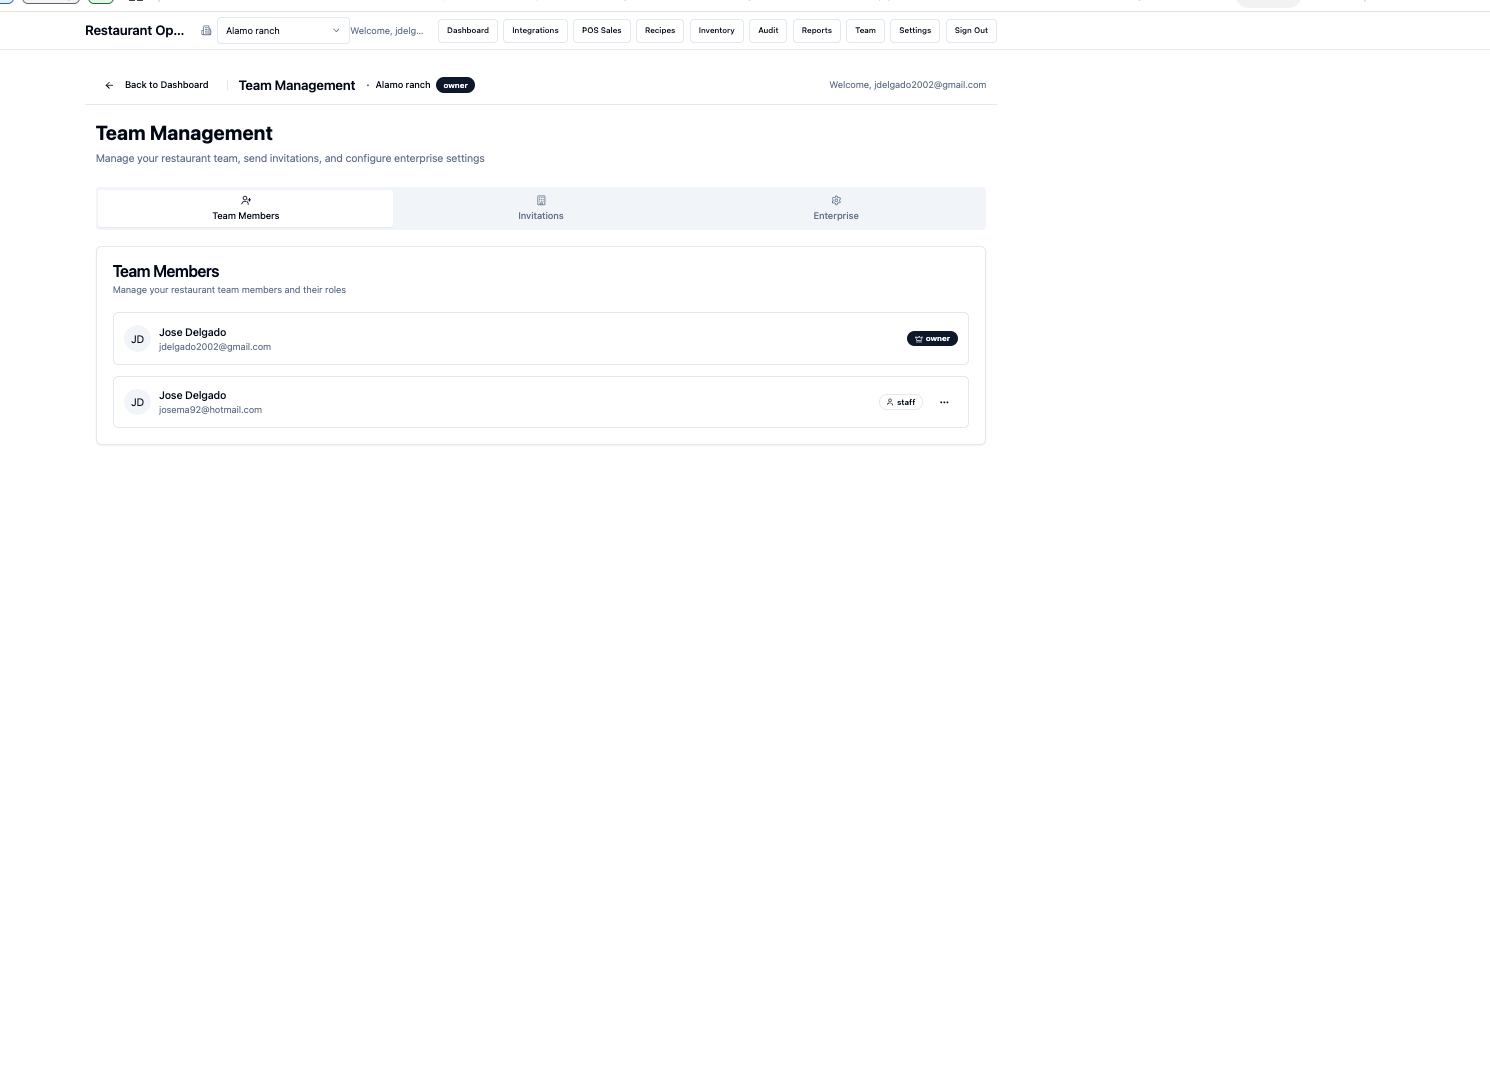 Restaurant Op...
Alamo ranch
Welcome, jdelg...
Dashboard
Integrations
POS Sales
Recipes
Inventory
Audit
Reports
Team
Settings
Sign Out
Back to Dashboard
Team Management
· Alamo ranch
owner
Welcome, jdelgado2002@gmail.com
Team Management
Manage your restaurant team, send invitations, and configure enterprise settings
Team Members
Invitations
Enterprise
Team Members
Manage your restaurant team members and their roles
JD
Jose Delgado
jdelgado2002@gmail.com
owner
JD
Jose Delgado
josema92@hotmail.com
staff
...